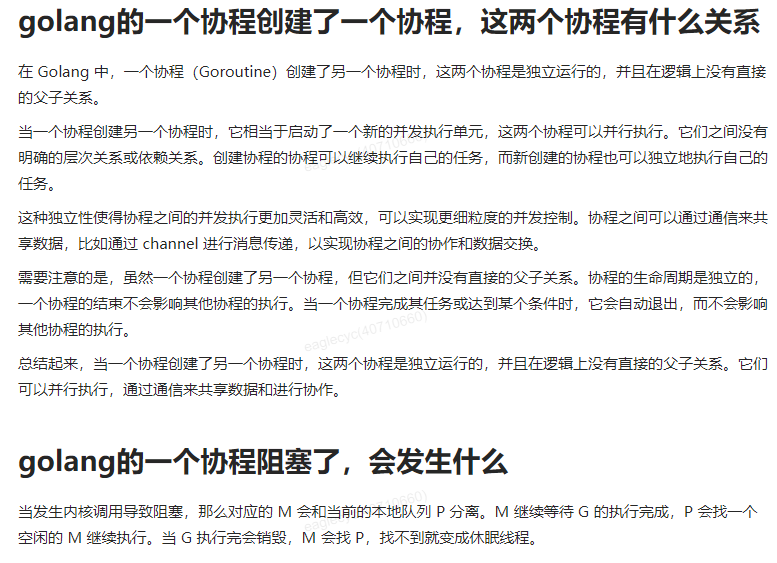 golang的一个协程创建了一个协程，这两个协程有什么关系
在 Golang 中，一个协程（Goroutine）创建了另一个协程时，这两个协程是独立运行的，并且在逻辑上没有直接
的父子关系。
当一个协程创建另一个协程时，它相当于启动了一个新的并发执行单元，这两个协程可以并行执行。它们之间没有
明确的层次关系或依赖关系。创建协程的协程可以继续执行自己的任务，而新创建的协程也可以独立地执行自己的
任务。
这种独立性使得协程之间的并发执行更加灵活和高效，可以实现更细粒度的并发控制。协程之间可以通过通信来共
享数据，比如通过 channel 进行消息传递，以实现协程之间的协作和数据交换。
需要注意的是，虽然一个协程创建了另一个协程，但它们之间并没有直接的父子关系。协程的生命周期是独立的，
一个协程的结束不会影响其他协程的执行。当一个协程完成其任务或达到某个条件时，它会自动退出，而不会影响
其他协程的执行。
eaglecyc(40710660)
总结起来，当一个协程创建了另一个协程时，这两个协程是独立运行的，并且在逻辑上没有直接的父子关系。它们
可以并行执行，通过通信来共享数据和进行协作。
golang的一个协程阻塞了，会发生什么
当发生内核调用导致阻塞，那么对应的 M 会和当前的本地队列 P 分离。M 继续等待 G 的执行完成，P 会找一个
空闲的 M 继续执行。当 G 执行完会销毁，M 会找 P，找不到就变成休眠线程。